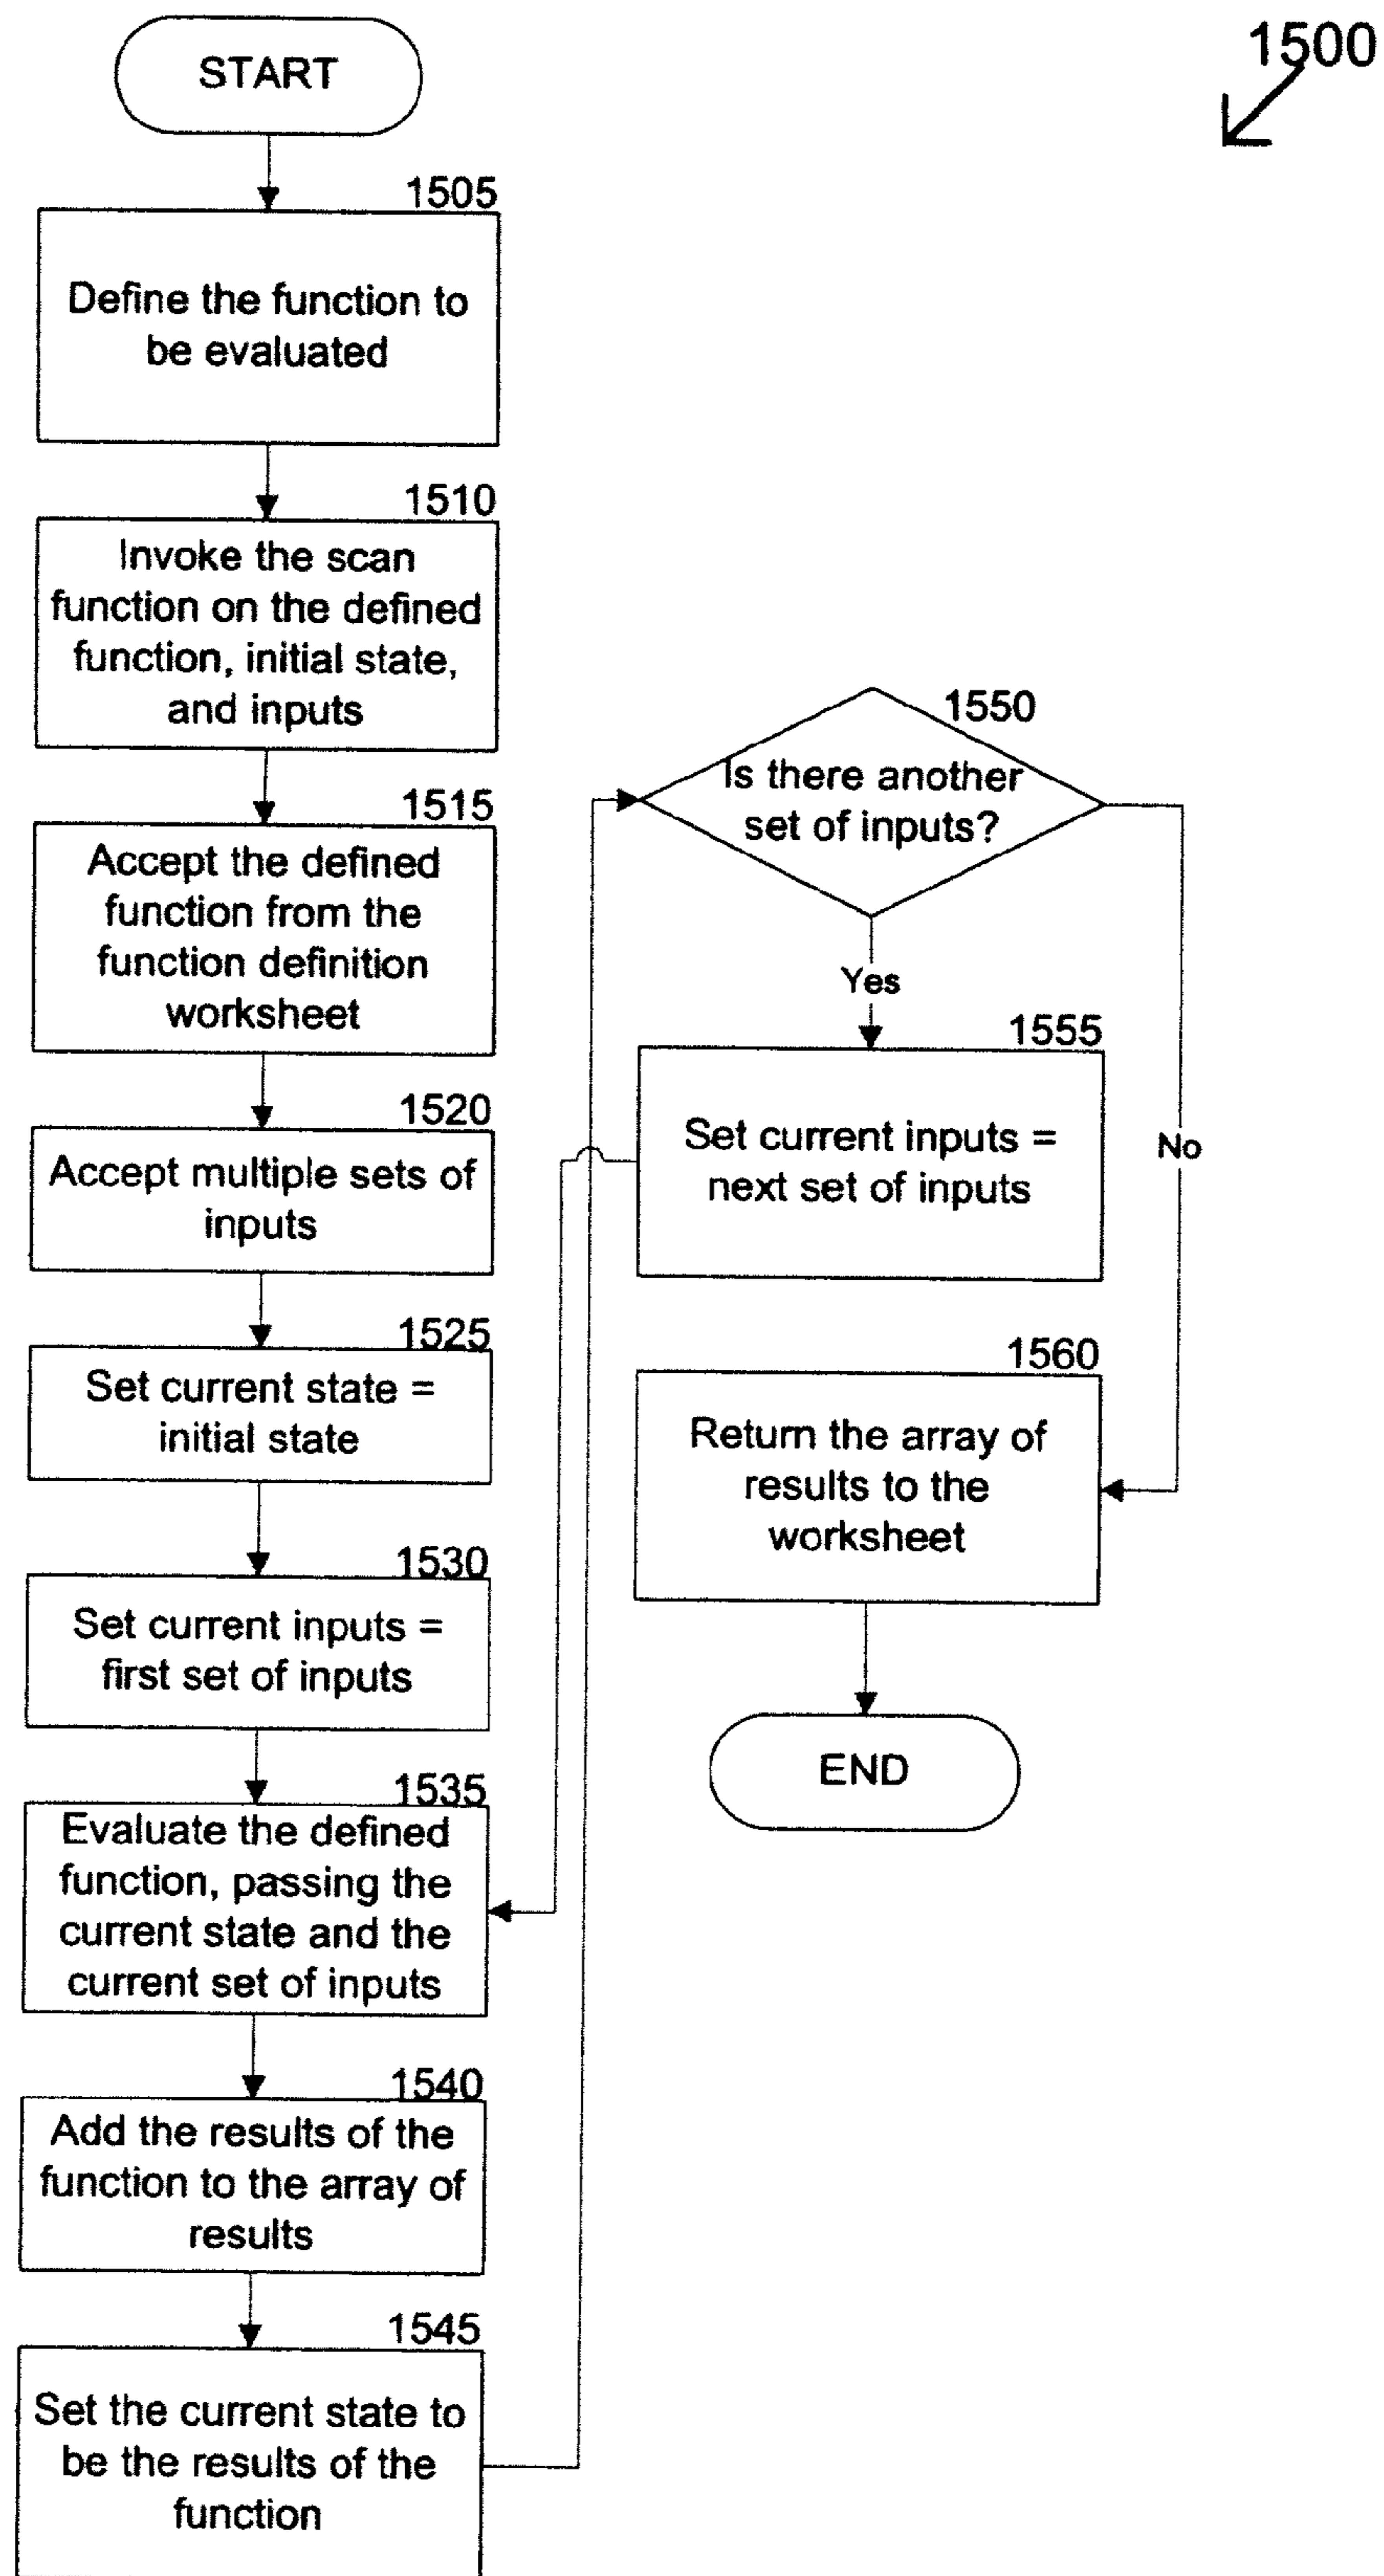 1500
START
1505
Define the function to
be evaluated
1510
Invoke the scan
function on the defined
function, initial state,
and inputs
1515
Accept the defined
function from the
function definition
worksheet
1520
Accept multiple sets of
inputs
1525
Set current state =
initial state
1530
Set current inputs =
first set of inputs
1535
Evaluate the defined
function, passing the
current state and the
current set of inputs
1540
Add the results of the
function to the array of
results
1545
Set the current state to
be the results of the
function
1550
Is there another
set of inputs?
Yes
1555
Set current inputs =
next set of inputs
No
1560
Return the array of
results to the
worksheet
END